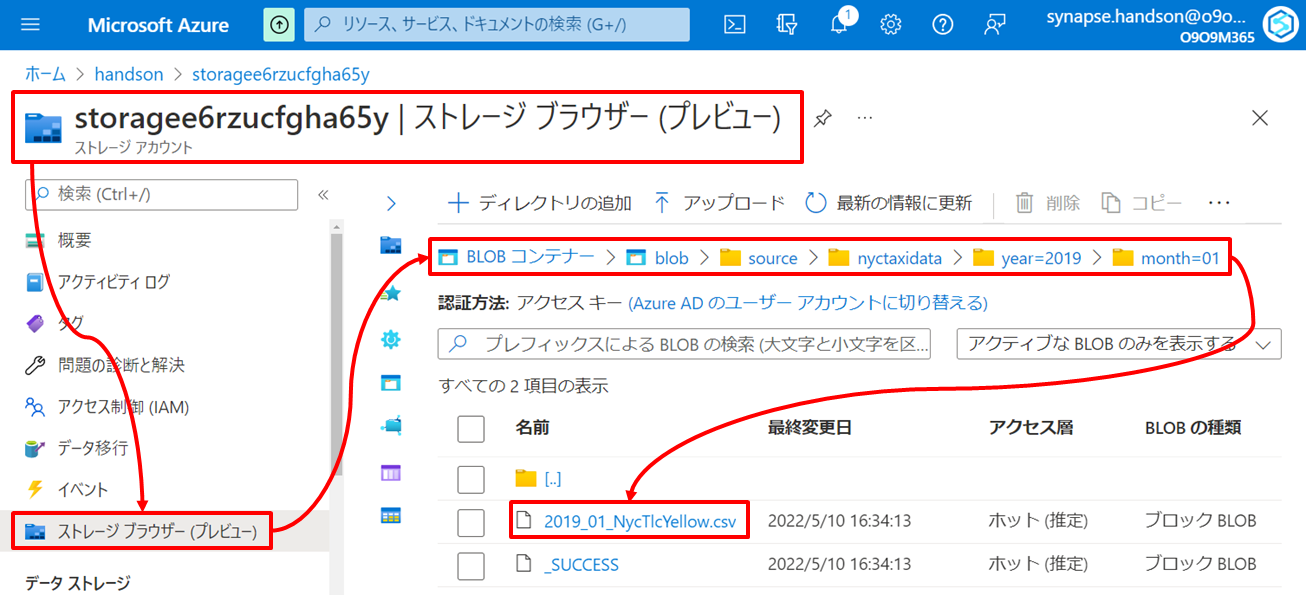 Microsoft Azure
リソース、サービス、ドキュメントの検索 (G+/)
1
synapse.handson@o9o...
O9O9M365
ホーム > handson > storagee6rzucfgha65y
storagee6rzucfgha65y | ストレージ ブラウザー (プレビュー)
ストレージ アカウント
検索 (Ctrl+/)
概要
アクティビティ ログ
タグ
問題の診断と解決
アクセス制御 (IAM)
データ移行
イベント
ストレージ ブラウザー (プレビュー)
データ ストレージ
ディレクトリの追加 アップロード 最新の情報に更新 削除 コピー
BLOB コンテナー > blob > source > nyctaxidata > year=2019 > month=01
認証方法: アクセス キー (Azure AD のユーザー アカウントに切り替える)
プレフィックスによる BLOB の検索 (大文字と小文字を区... アクティブな BLOB のみを表示する
すべての 2 項目の表示
名前 最終変更日 アクセス層 BLOB の種類
[..]
2019_01_NycTlcYellow.csv 2022/5/10 16:34:13 ホット (推定) ブロック BLOB
_SUCCESS 2022/5/10 16:34:13 ホット (推定) ブロック BLOB